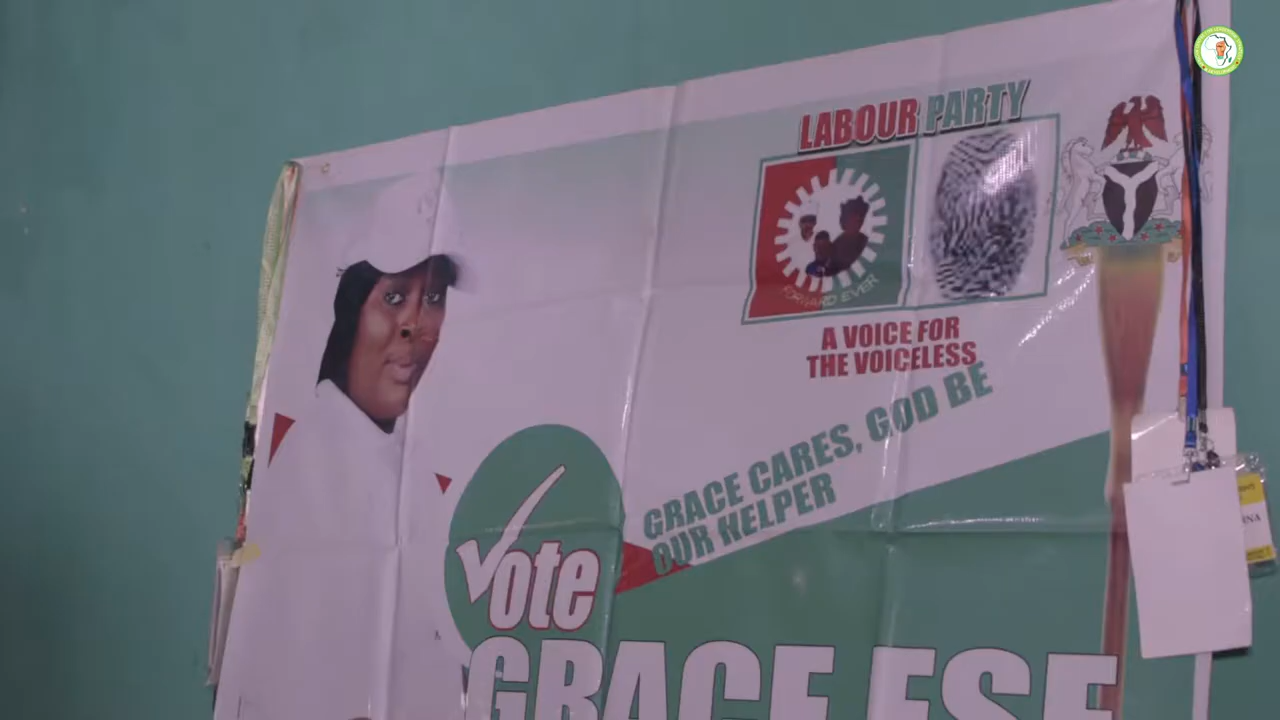 LABOUR PARTY
FORWARD EVER
A VOICE FOR
THE VOICELESS
GRACE CARES, GOD BE
OUR HELPER
Vote
GRACE ESE